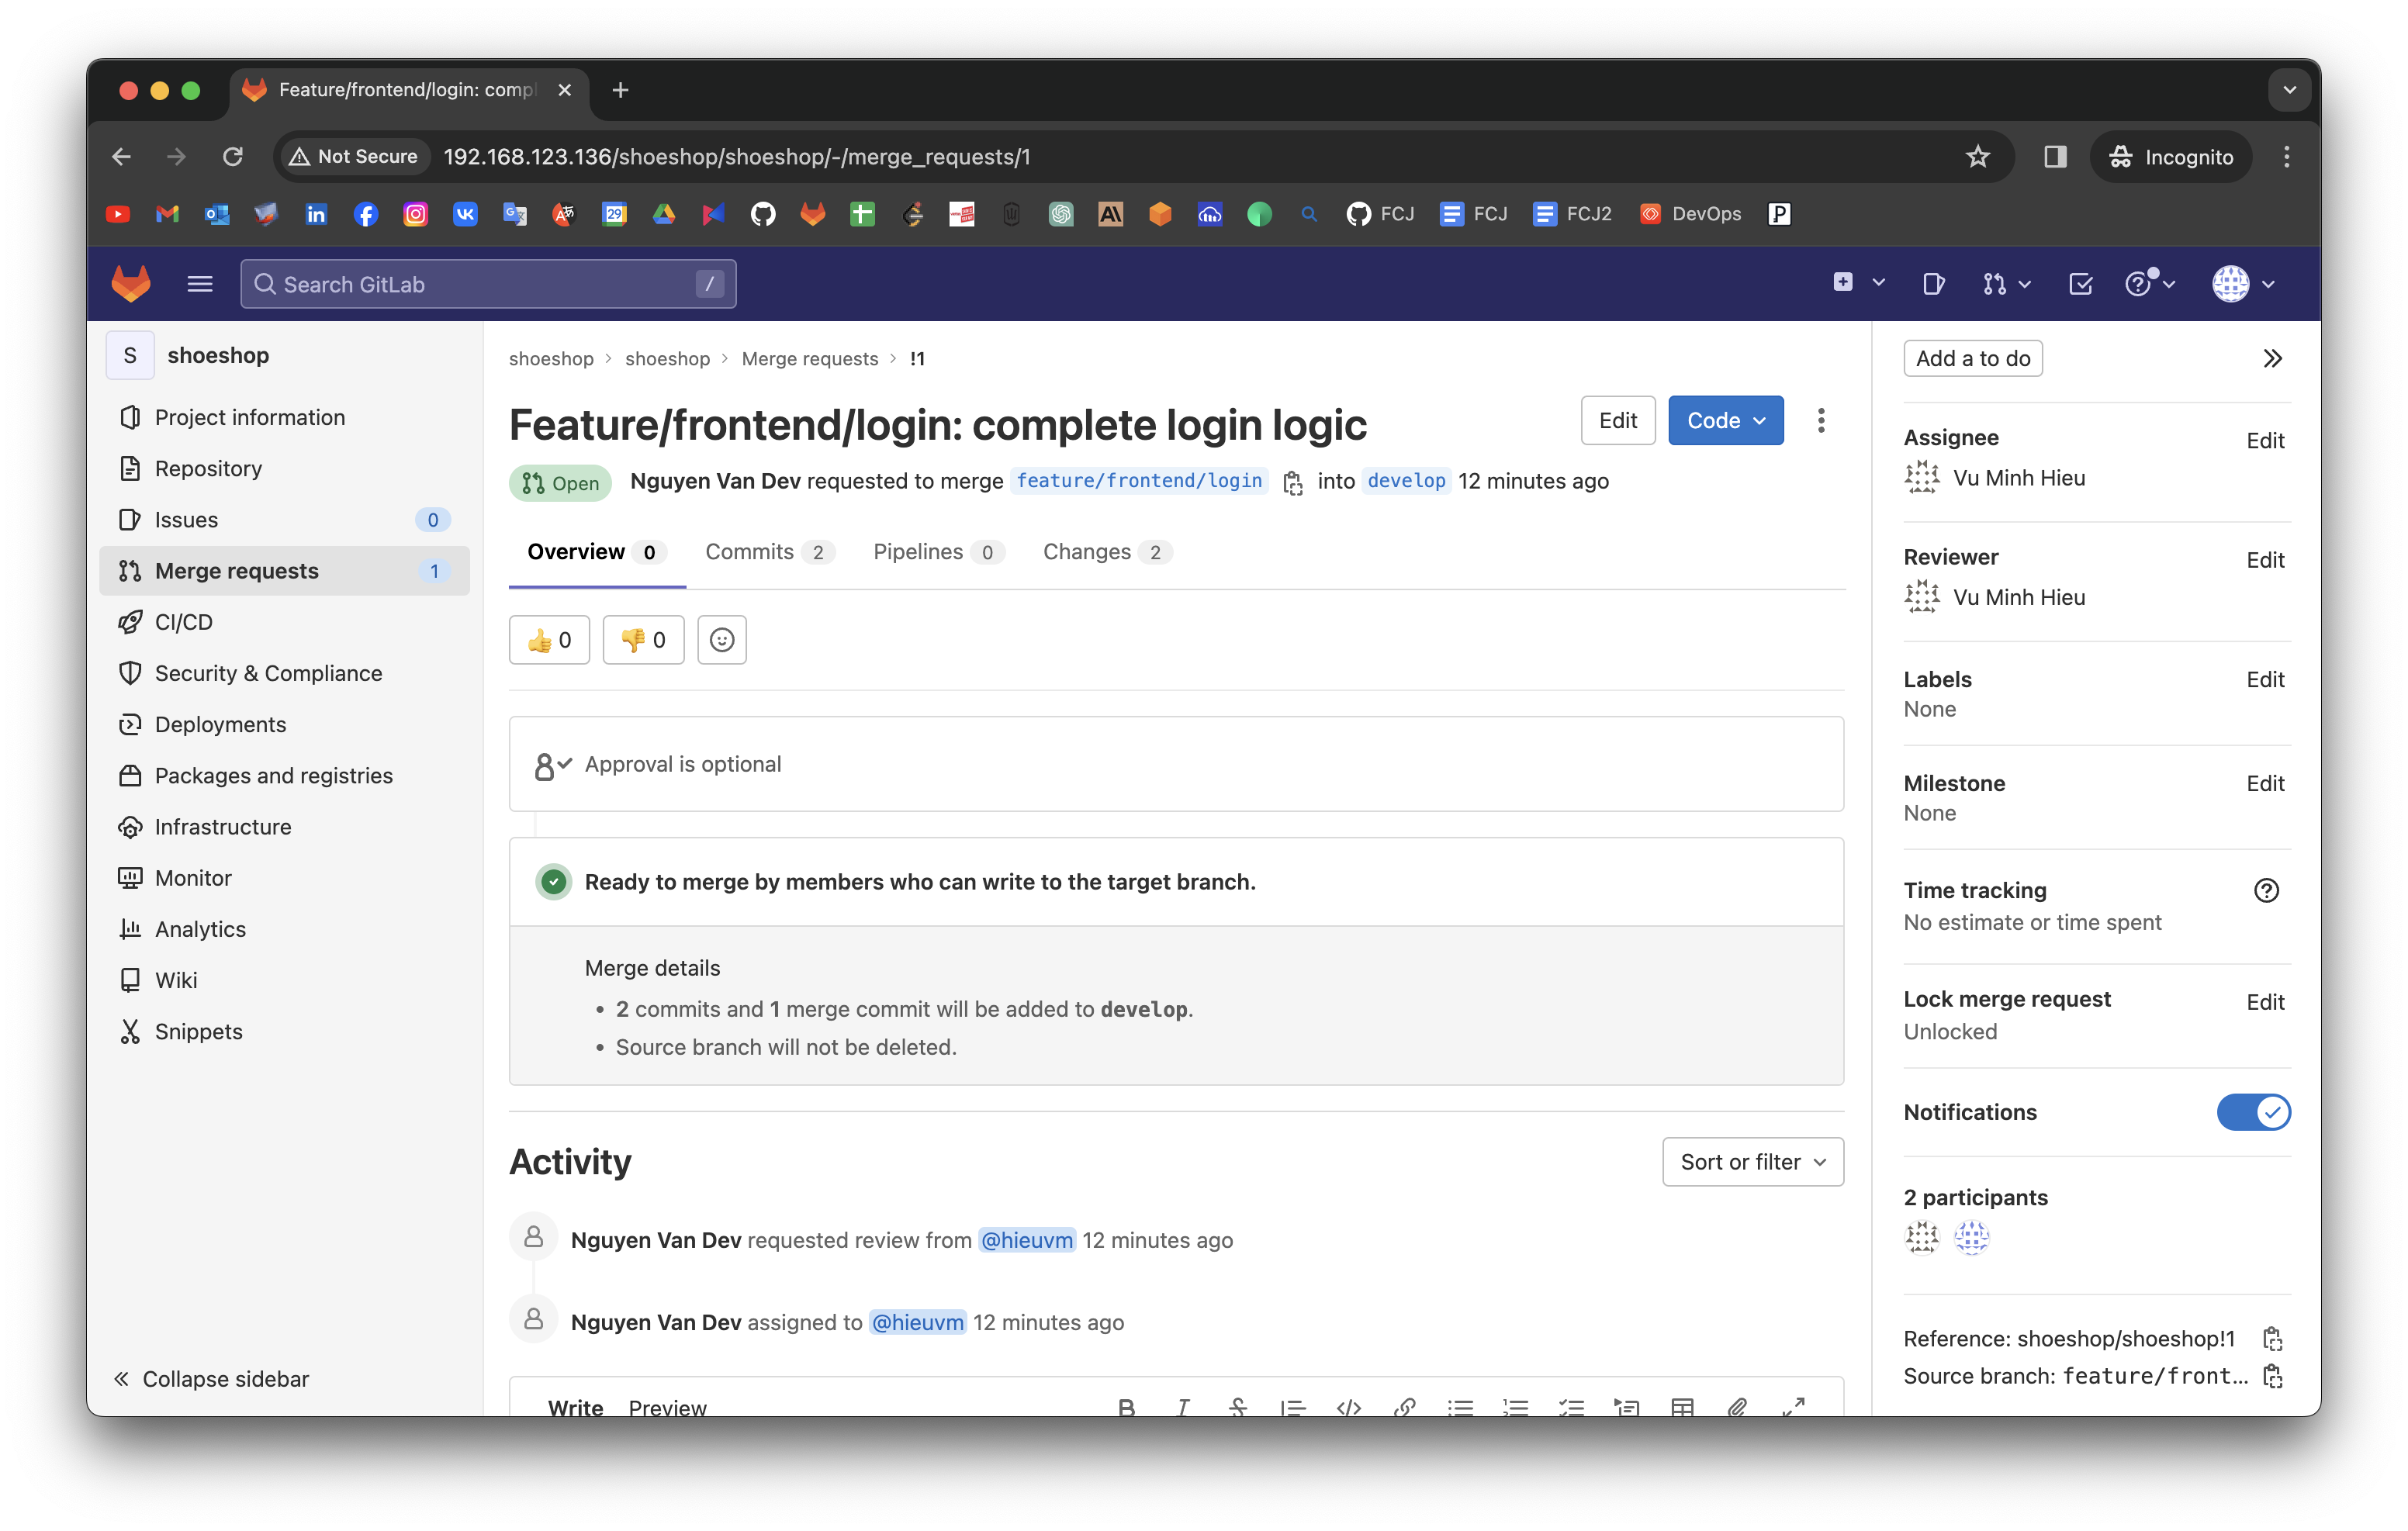 Feature/frontend/login: compl
Not Secure 192.168.123.136/shoeshop/shoeshop/-/merge_requests/1 Incognito
FCJ FCJ FCJ2 DevOps
Search GitLab /
S shoeshop
Project information
Repository
Issues 0
Merge requests 1
CI/CD
Security & Compliance
Deployments
Packages and registries
Infrastructure
Monitor
Analytics
Wiki
Snippets
Collapse sidebar
shoeshop > shoeshop > Merge requests > !1
Feature/frontend/login: complete login logic
Edit Code
Open Nguyen Van Dev requested to merge feature/frontend/login into develop 12 minutes ago
Overview 0 Commits 2 Pipelines 0 Changes 2
0 0
Approval is optional
Ready to merge by members who can write to the target branch.
Merge details
• 2 commits and 1 merge commit will be added to develop.
• Source branch will not be deleted.
Activity
Sort or filter
Nguyen Van Dev requested review from @hieuvm 12 minutes ago
Nguyen Van Dev assigned to @hieuvm 12 minutes ago
Write Preview
Add a to do
Assignee Edit
Vu Minh Hieu
Reviewer Edit
Vu Minh Hieu
Labels Edit
None
Milestone Edit
None
Time tracking
No estimate or time spent
Lock merge request Edit
Unlocked
Notifications
2 participants
Reference: shoeshop/shoeshop!1
Source branch: feature/front...